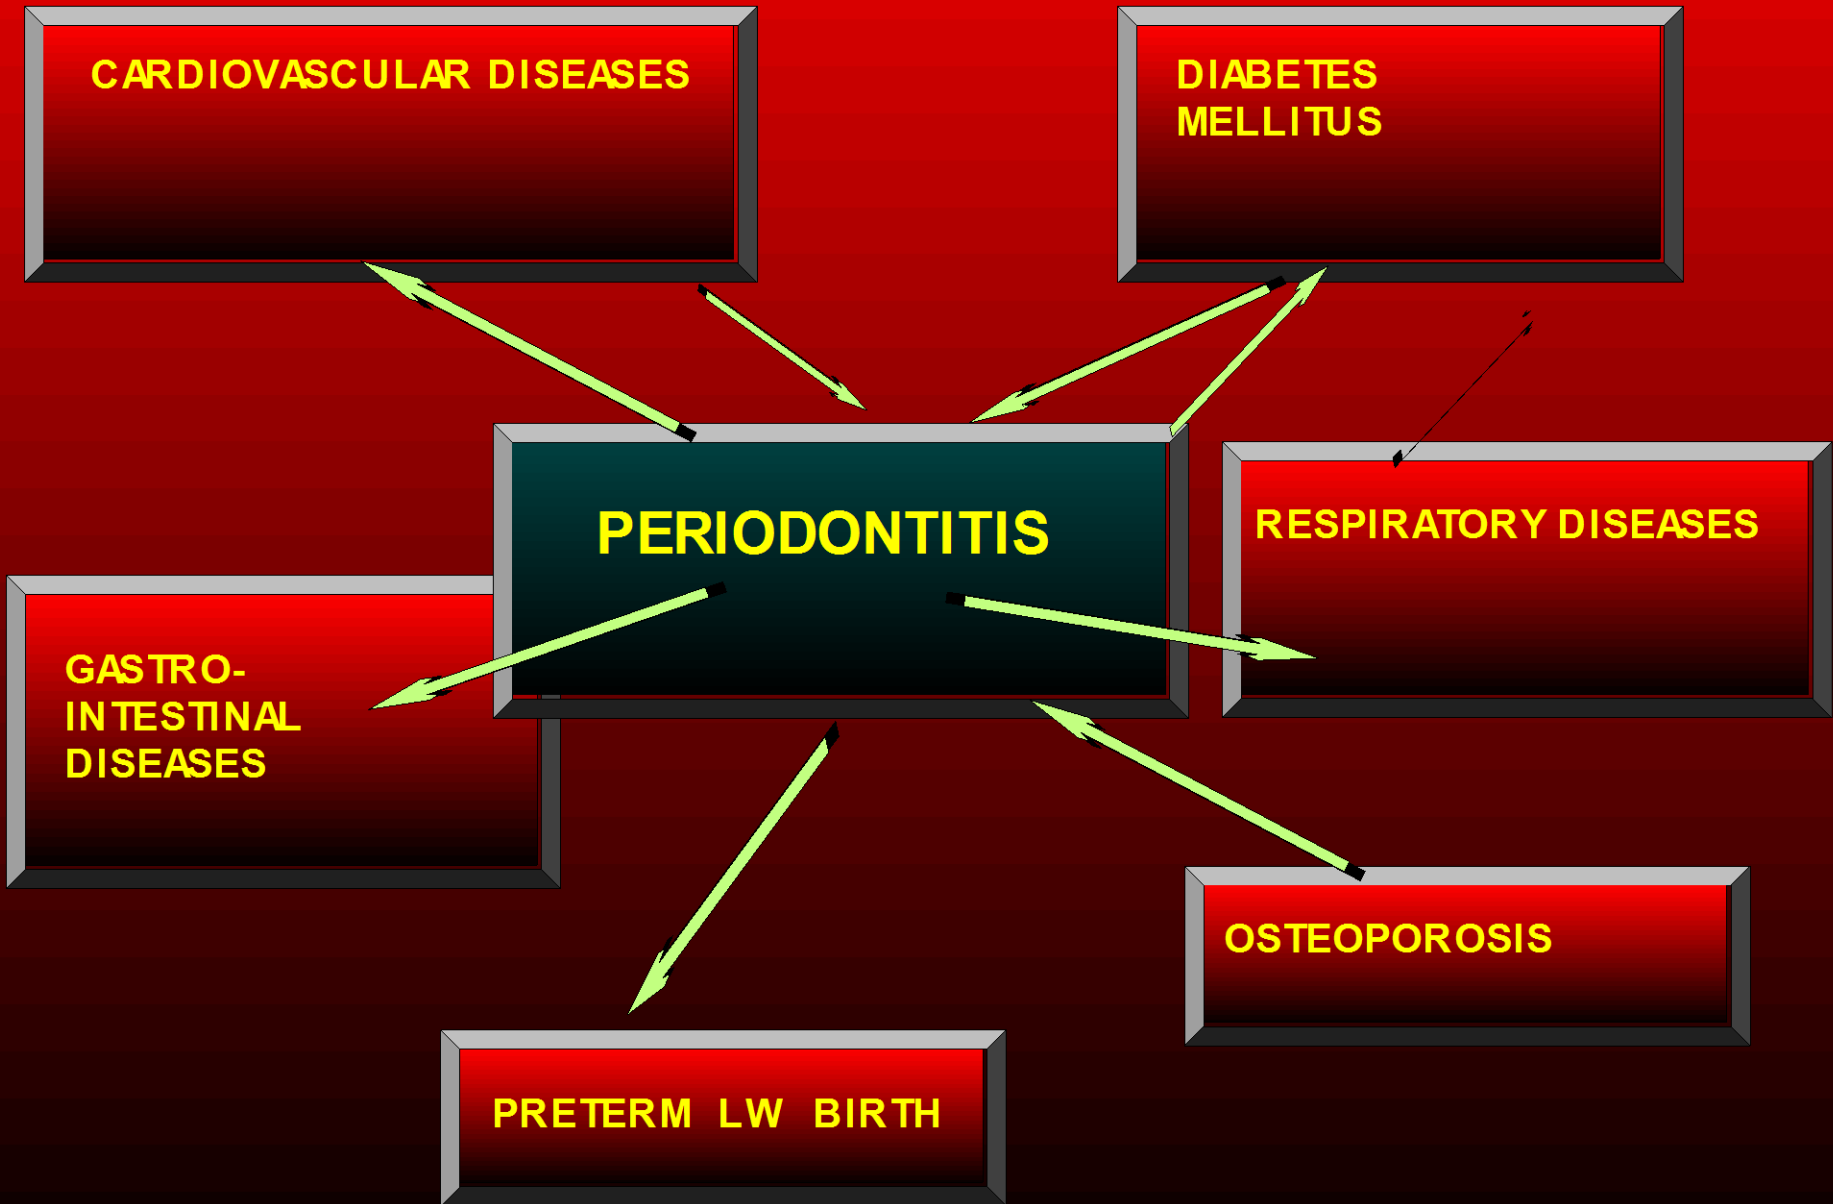 CARDIOVASCULAR DISEASES
DIABETES
MELLITUS
PERIODONTITIS
RESPIRATORY DISEASES
GASTRO-
INTESTINAL
DISEASES
OSTEOPOROSIS
PRETERM LW BIRTH